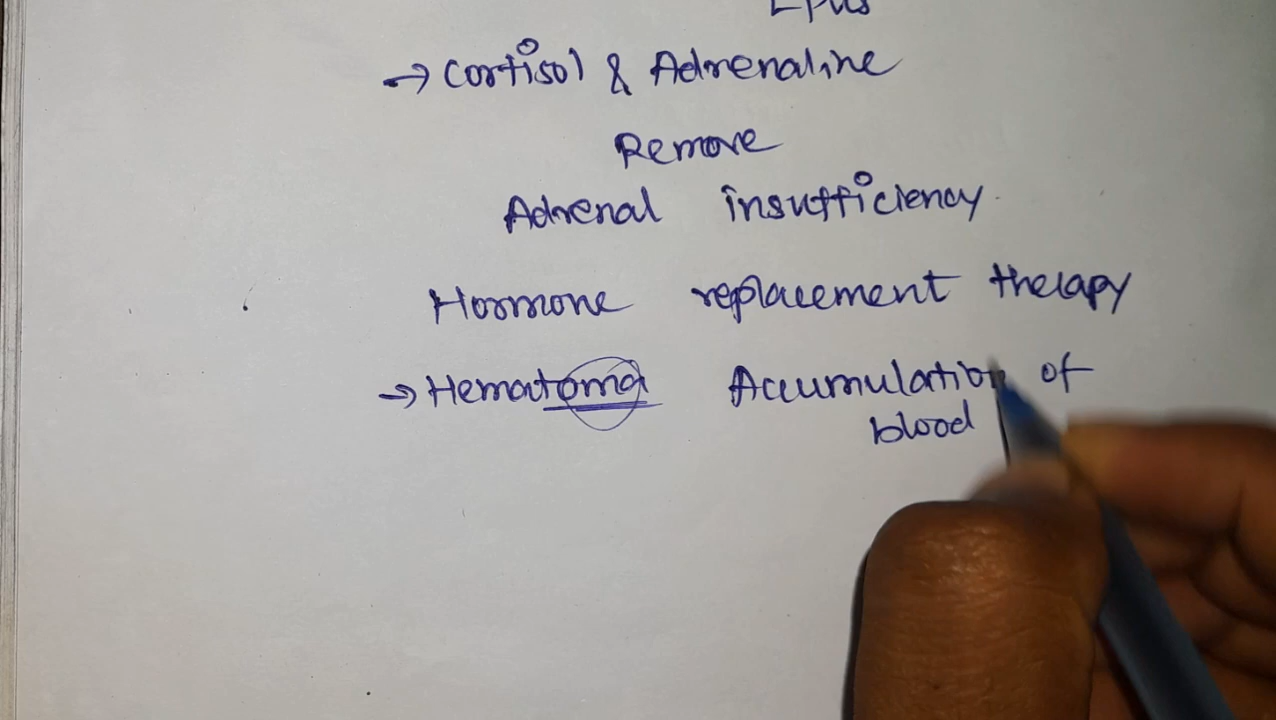 → Cortisol & Adrenaline
Remove
Adrenal insufficiency.
Hormone replacement therapy
→ Hematoma Accumulation of
blood